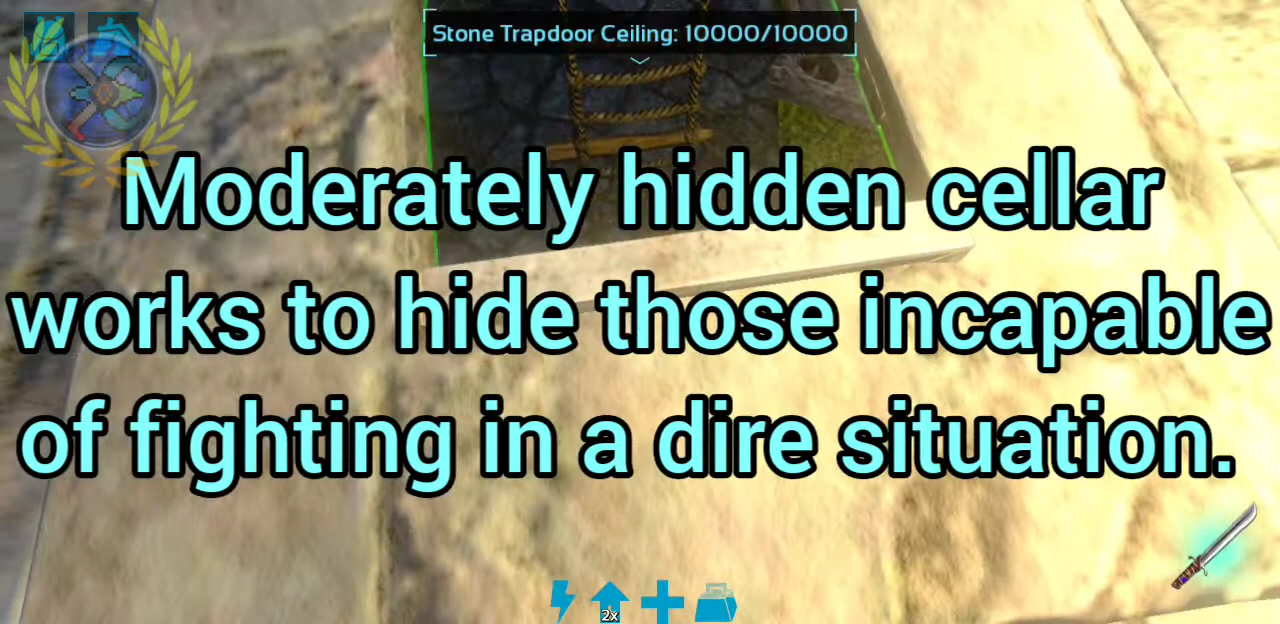 Stone Trapdoor Ceiling: 10000/10000
Moderately hidden cellar
works to hide those incapable
of fighting in a dire situation.
2x